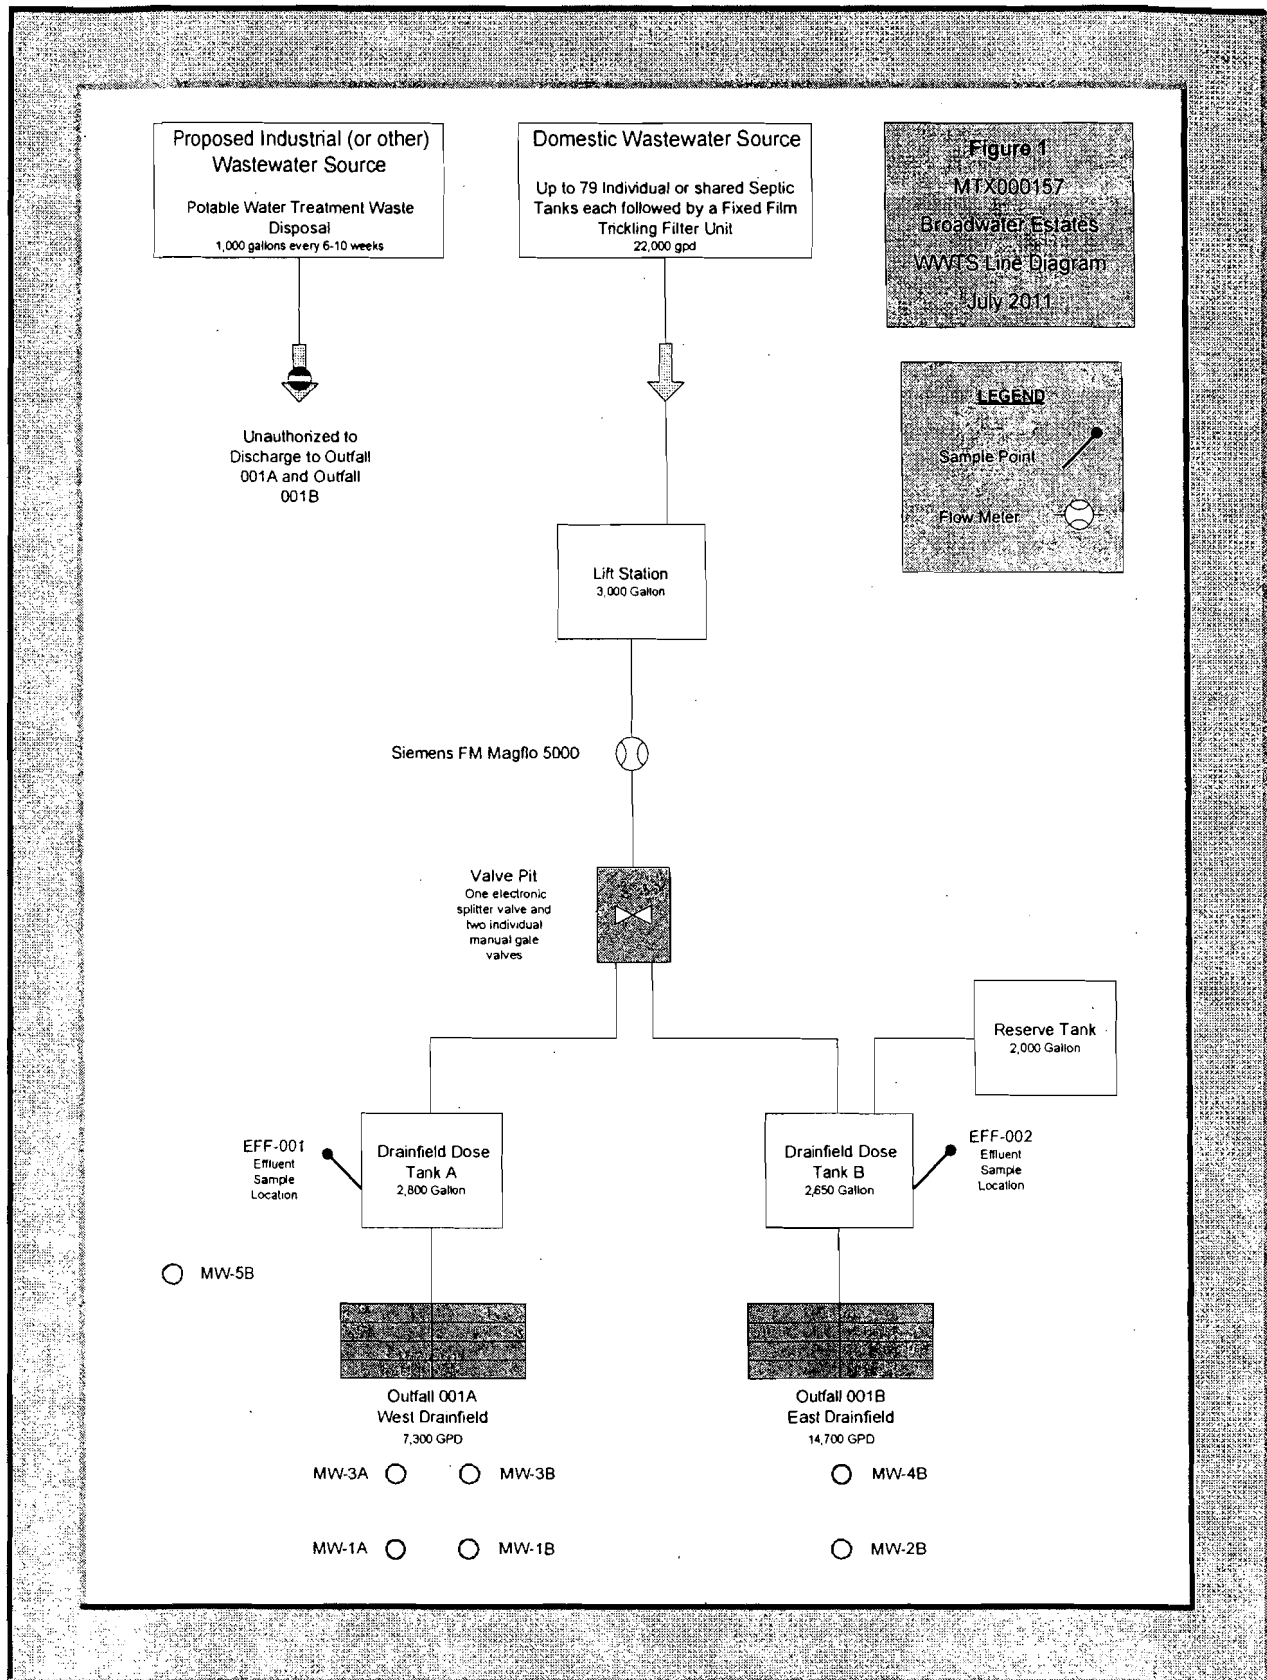 Proposed Industrial (or other)
Wastewater Source
Potable Water Treatment Waste
Disposal
1,000 gallons every 6-10 weeks
Domestic Wastewater Source
Up to 79 Individual or shared Septic
Tanks each followed by a Fixed Film
Trickling Filter Unit
22,000 gpd
Figure 1
MTX000157
Broadwater Estates
WWTS Line Diagram
July 2011
LEGEND
Sample Point
Flow Meter
Unauthorized to
Discharge to Outfall
001A and Outfall
001B
Lift Station
3,000 Gallon
Siemens FM Magflo 5000
Valve Pit
One electronic
splitter valve and
two individual
manual gale
valves
Reserve Tank
2,000 Gallon
EFF-001
Effluent
Sample
Location
Drainfield Dose
Tank A
2,800 Gallon
Drainfield Dose
Tank B
2,650 Gallon
EFF-002
Effluent
Sample
Location
MW-5B
Outfall 001A
West Drainfield
7,300 GPD
Outfall 001B
East Drainfield
14,700 GPD
MW-3A
MW-3B
MW-4B
MW-1A
MW-1B
MW-2B